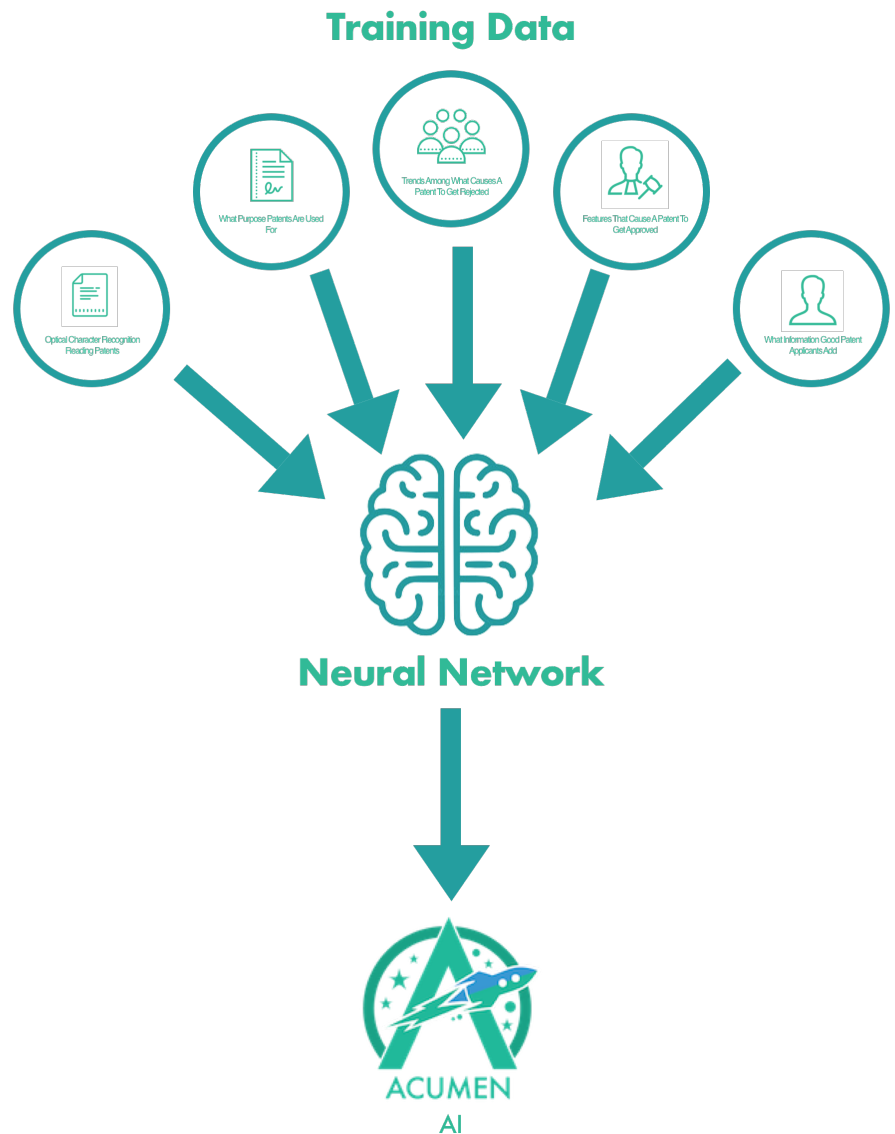 Training Data
Trends Among What Causes A
Patent To Get Rejected
What Purpose Patents Are Used
For
Features That Cause A Patent To
Get Approved
Optical Character Recognition
Reading Patents
What Information Good Patent
Applicants Add
Neural Network
ACUMEN
AI